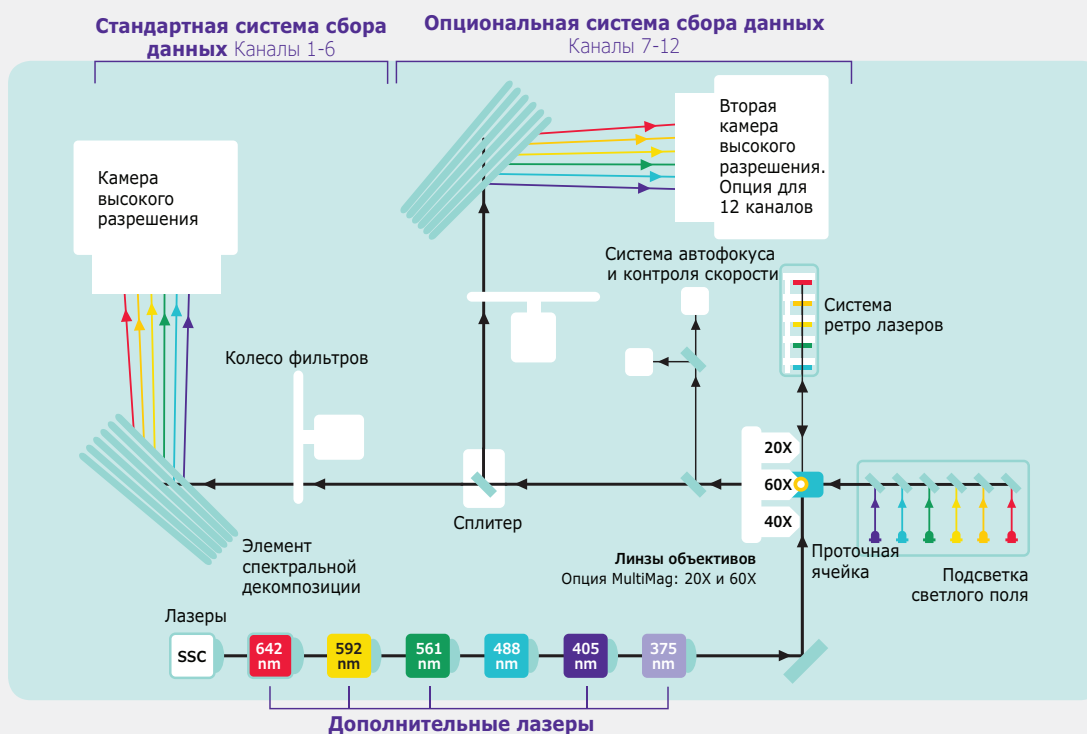 Стандартная система сбора
данных Каналы 1-6
Опциональная система сбора данных
Каналы 7-12
Камера
высокого
разрешения
Вторая
камера
высокого
разрешения.
Опция для
12 каналов
Система автофокуса
и контроля скорости
Система
ретро лазеров
Колесо фильтров
20X
60X
40X
Сплитер
Элемент
спектральной
декомпозиции
Линзы объективов
Опция MultiMag: 20X и 60X
Проточная
ячейка
Подсветка
светлого поля
Лазеры
SSC
642
nm
592
nm
561
nm
488
nm
405
nm
375
nm
Дополнительные лазеры